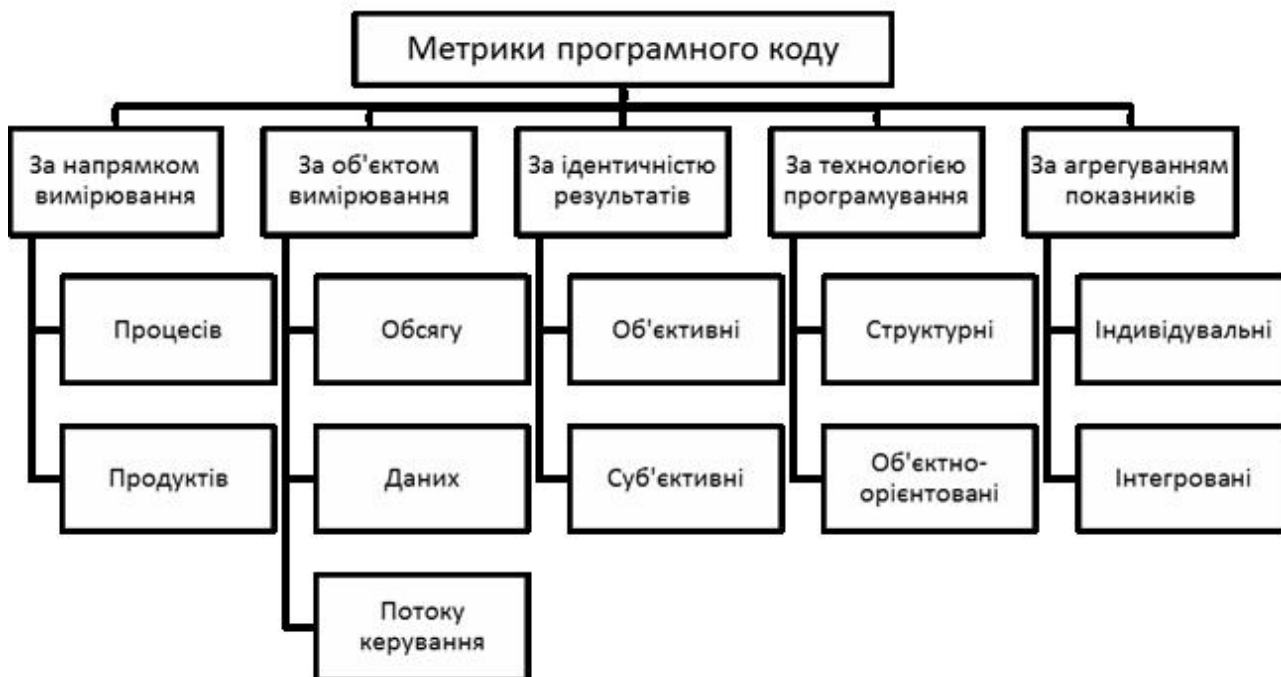 Метрики програмного коду
За напрямком
вимірювання
За об'єктом
вимірювання
За ідентичністю
результатів
За технологією
програмування
За агрегуванням
показників
Процесів
Обсягу
Об'єктивні
Структурні
Індивідувальні
Продуктів
Даних
Суб'єктивні
Об'єктно-
орієнтовані
Інтегровані
Потоку
керування